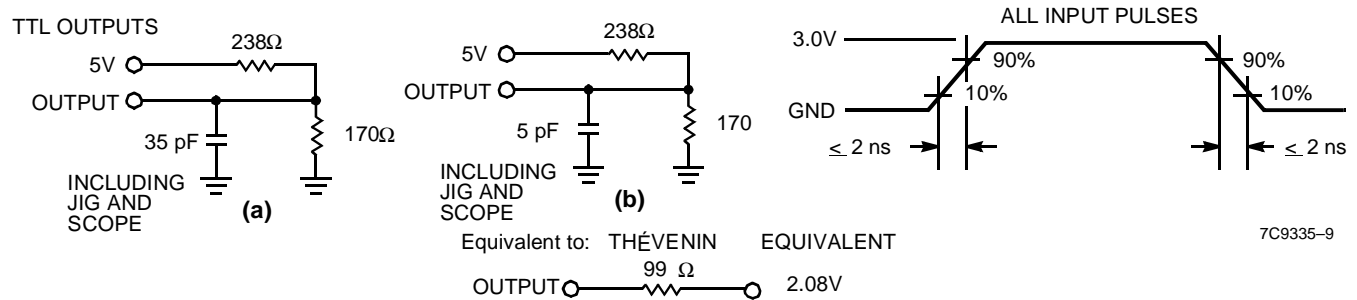 TTL OUTPUTS
238Ω
5V
OUTPUT
35 pF
170Ω
INCLUDING
JIG AND
SCOPE
(a)
238Ω
5V
OUTPUT
5 pF
170
INCLUDING
JIG AND
SCOPE
(b)
ALL INPUT PULSES
3.0V
90%
10%
GND
≤ 2 ns
90%
10%
≤ 2 ns
7C9335–9
Equivalent to: THÉVENIN EQUIVALENT
99 Ω
OUTPUT 2.08V